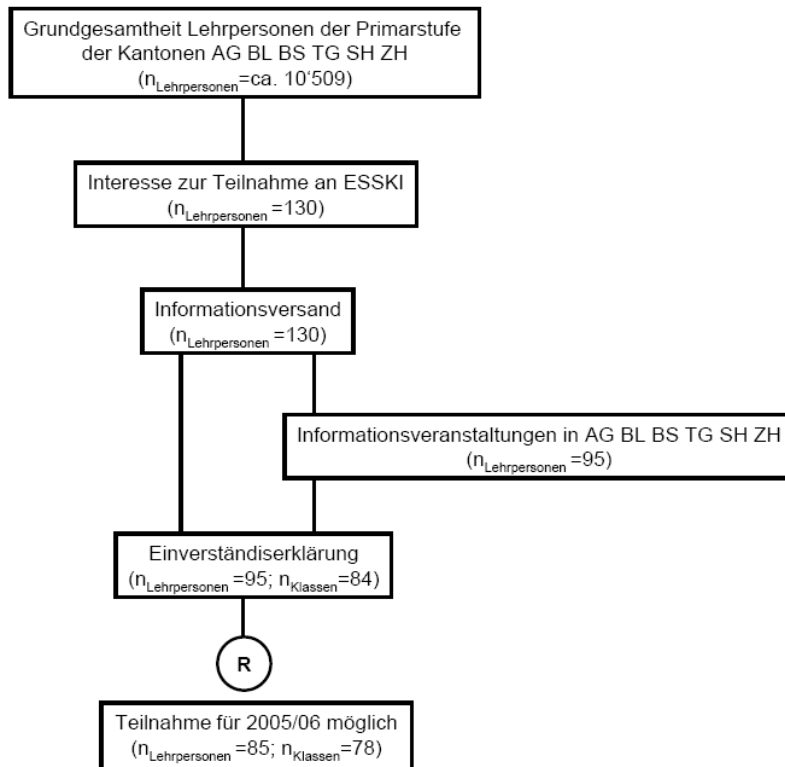 Grundgesamtheit Lehrpersonen der Primarstufe
der Kantonen AG BL BS TG SH ZH
(nLehrpersonen=ca. 10'509)
Interesse zur Teilnahme an ESSKI
(nLehrpersonen =130)
Informationsversand
(nLehrpersonen =130)
Informationsveranstaltungen in AG BL BS TG SH ZH
(nLehrpersonen =95)
Einverständiserklärung
(nLehrpersonen =95; nKlassen=84)
R
Teilnahme für 2005/06 möglich
(nLehrpersonen =85; nKlassen=78)